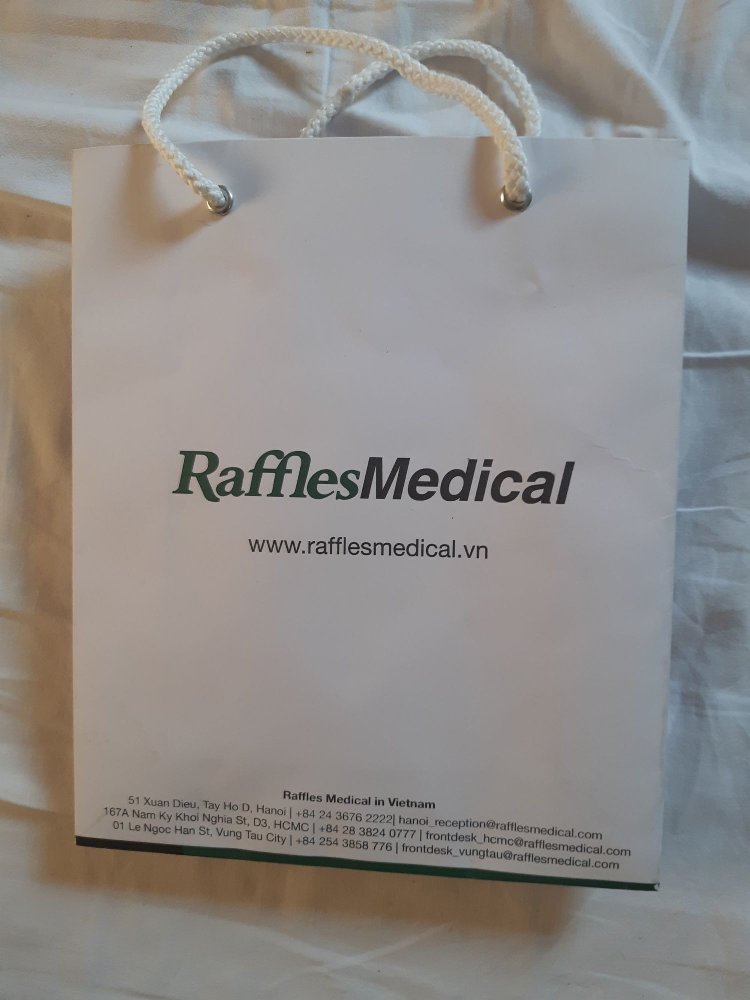 RafflesMedical
www.rafflesmedical.vn
Raffles Medical in Vietnam
51 Xuan Dieu, Tay Ho D, Hanoi | +84 24 3676 2222| hanoi_reception@rafflesmedical.com
167A Nam Ky Khoi Nghia St, D3, HCMC | +84 28 3824 0777 | frontdesk_hcmc@rafflesmedical.com
01 Le Ngoc Han St, Vung Tau City | +84 254 3858 776 | frontdesk_vungtau@rafflesmedical.com